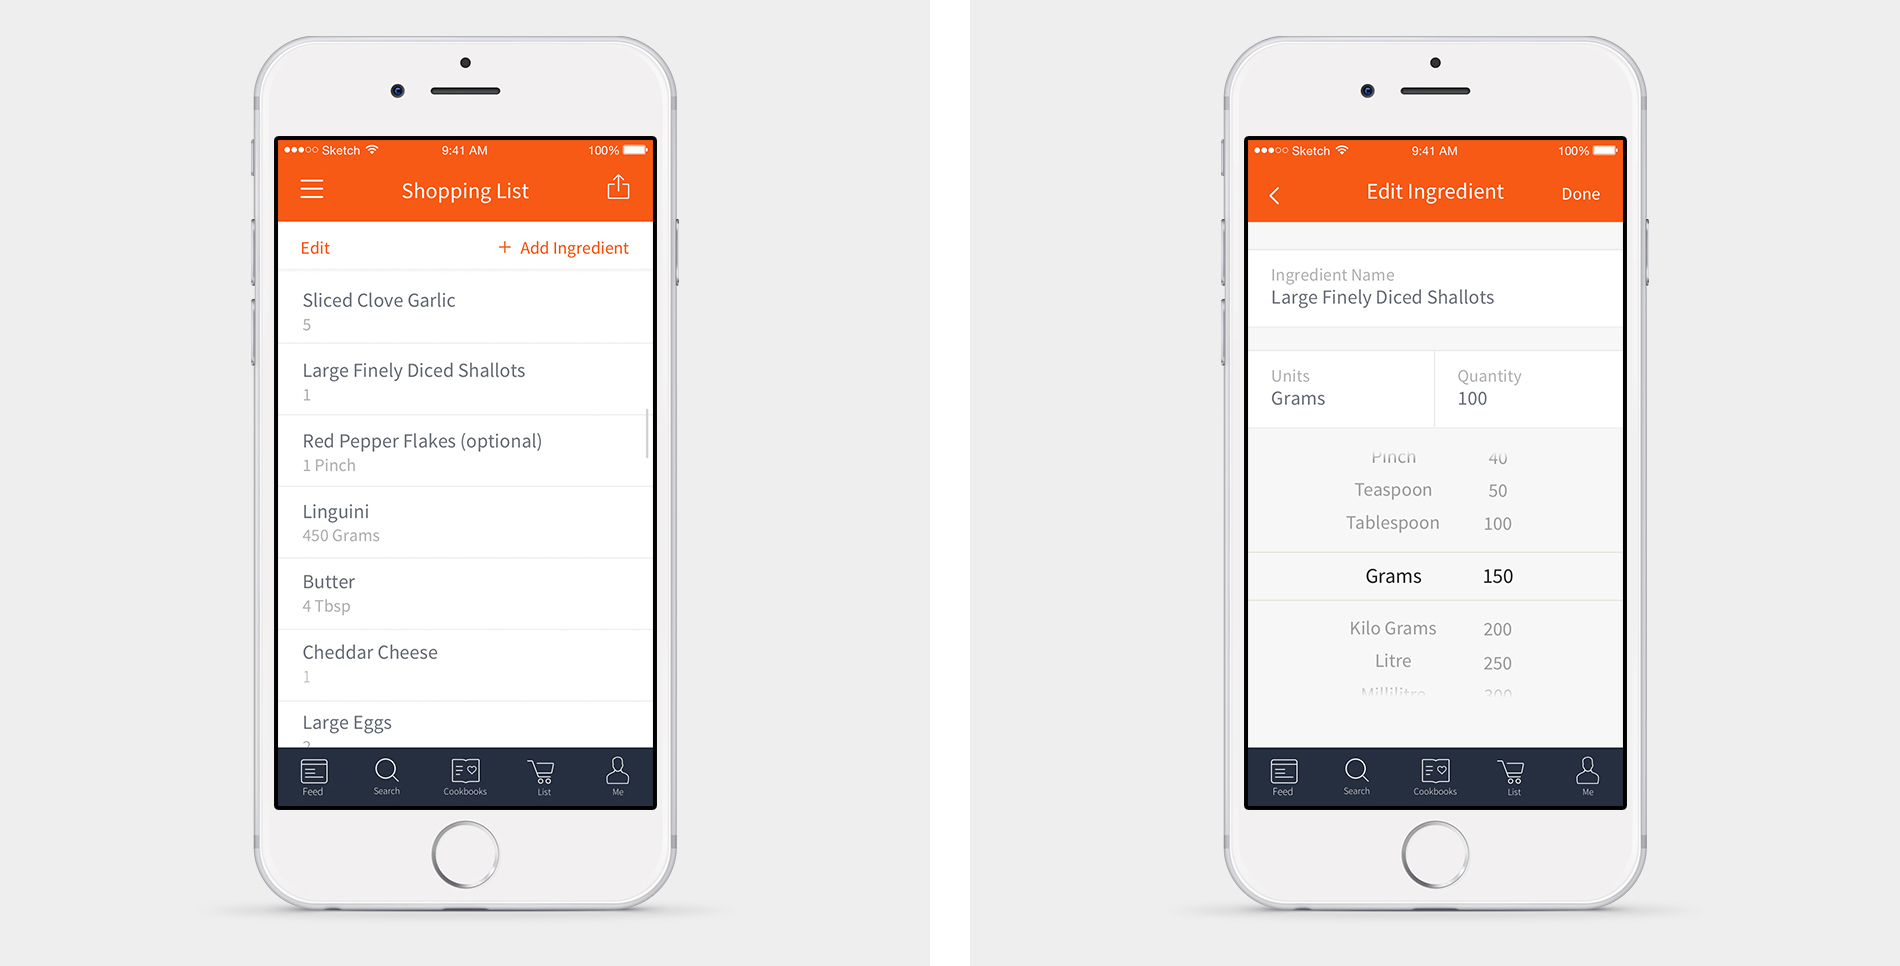 Sketch 9:41 AM 100%
Shopping List
Edit + Add Ingredient
Sliced Clove Garlic
5
Large Finely Diced Shallots
1
Red Pepper Flakes (optional)
1 Pinch
Linguini
450 Grams
Butter
4 Tbsp
Cheddar Cheese
1
Large Eggs
2
Feed Search Cookbooks List Me
Sketch 9:41 AM 100%
Edit Ingredient Done
Ingredient Name
Large Finely Diced Shallots
Units Quantity
Grams 100
Pinch 40
Teaspoon 50
Tablespoon 100
Grams 150
Kilo Grams 200
Litre 250
Millilitre 300
Feed Search Cookbooks List Me